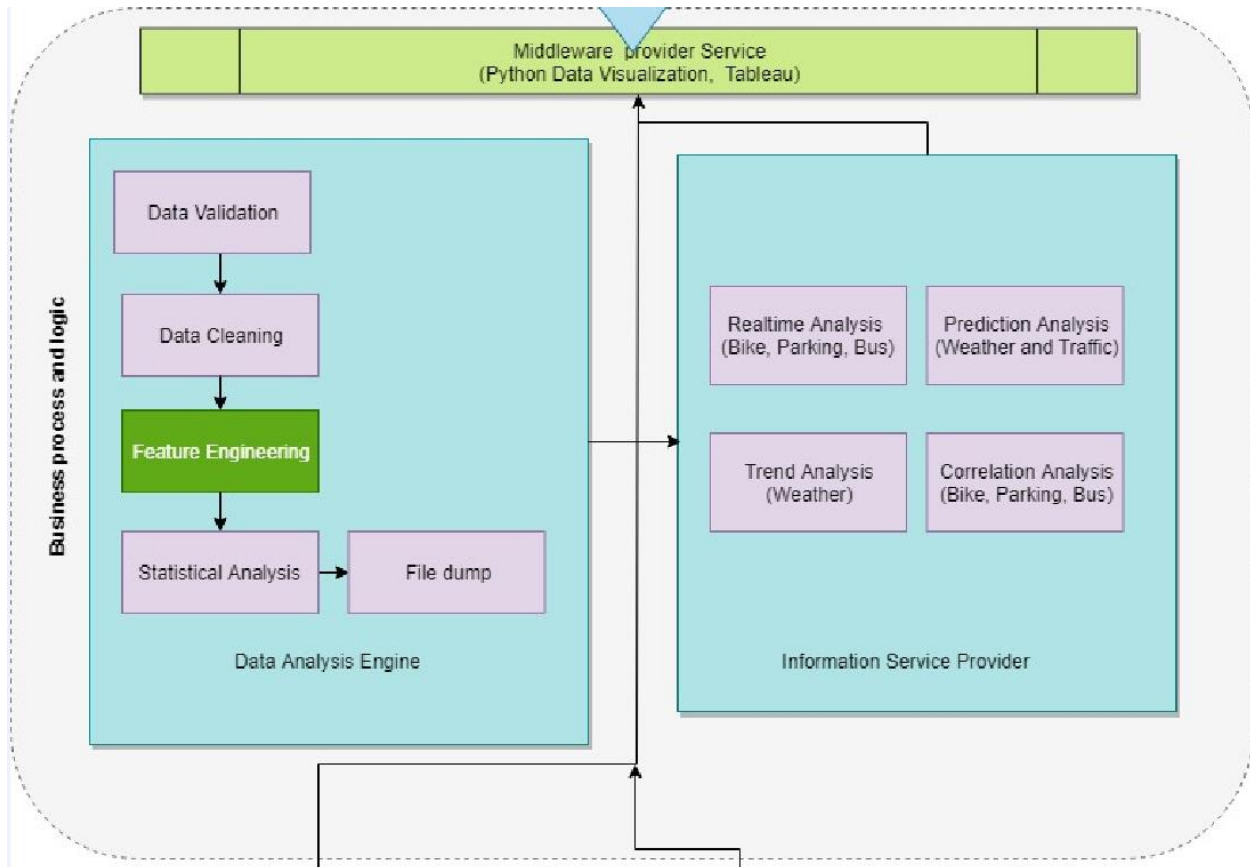 Middleware provider Service
(Python Data Visualization, Tableau)
Business process and logic
Data Validation
Data Cleaning
Feature Engineering
Statistical Analysis
File dump
Data Analysis Engine
Realtime Analysis
(Bike, Parking, Bus)
Prediction Analysis
(Weather and Traffic)
Trend Analysis
(Weather)
Correlation Analysis
(Bike, Parking, Bus)
Information Service Provider